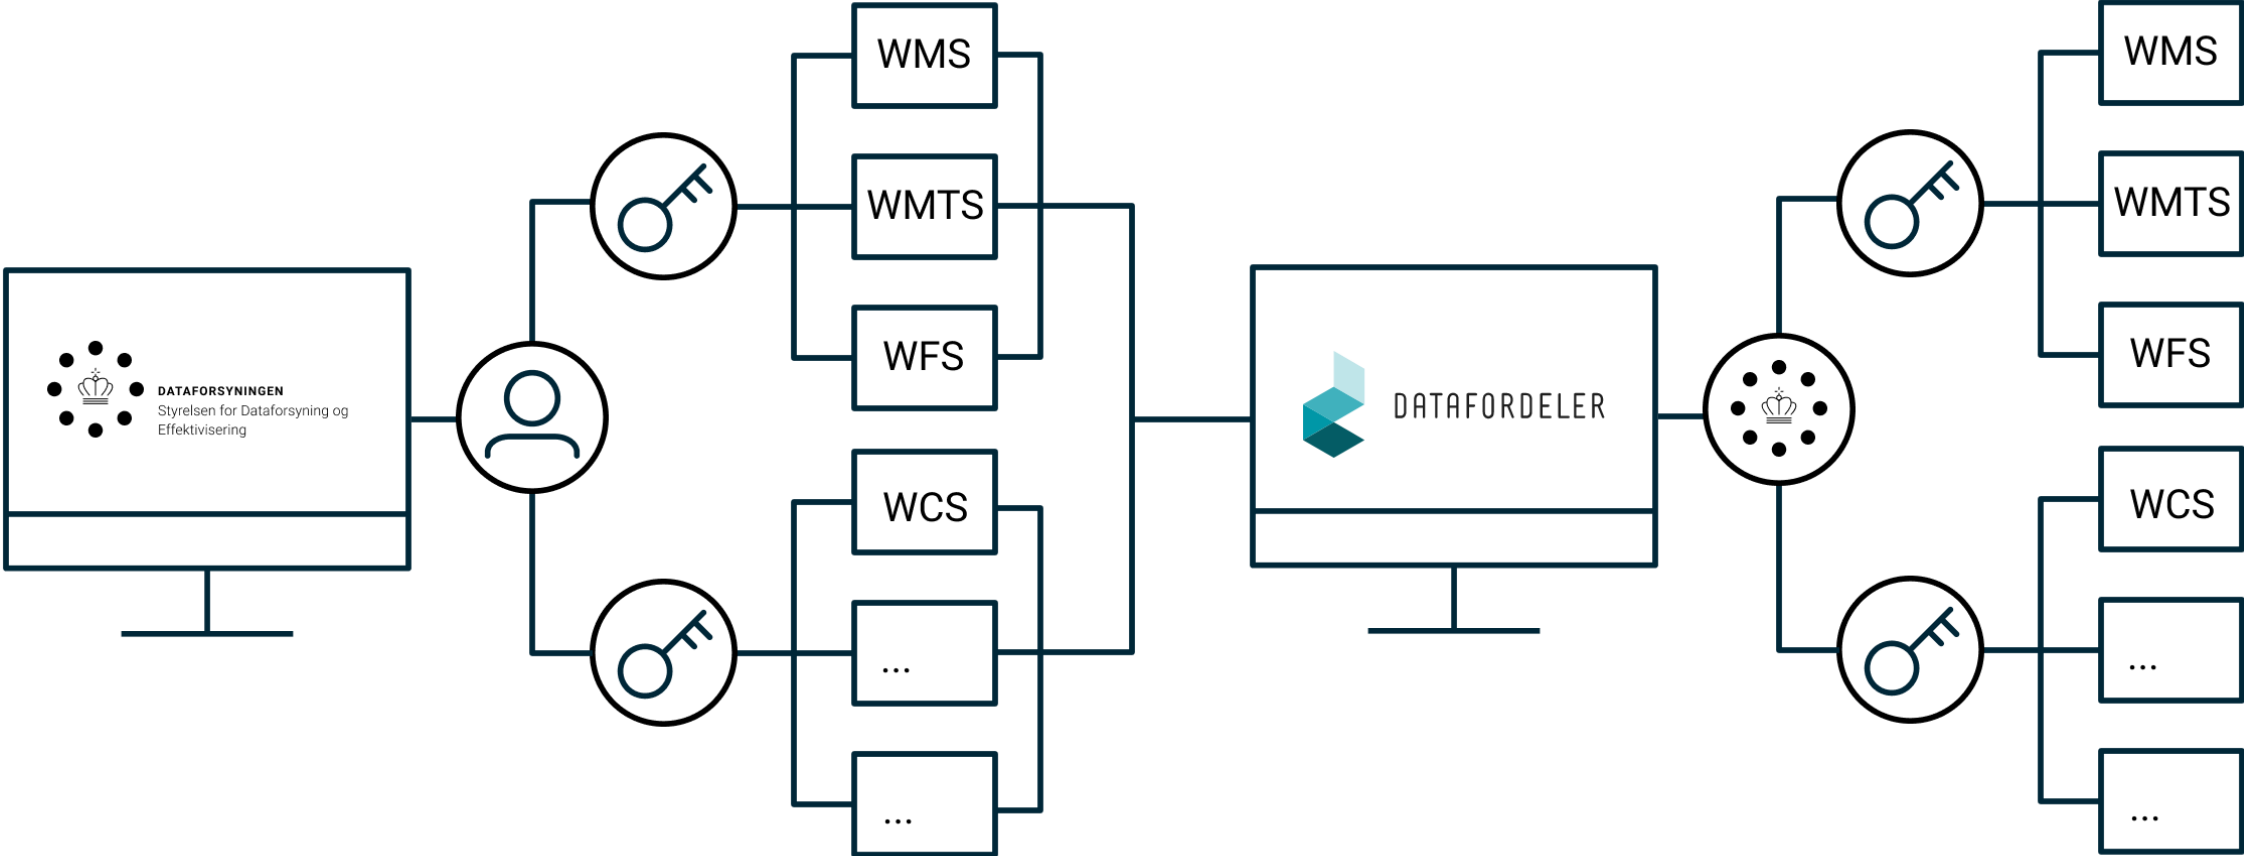 DATAFORSYNINGEN
Styrelsen for Dataforsyning og
Effektivisering
WMS
WMTS
WFS
WCS
...
...
DATAFORDELER
WMS
WMTS
WFS
WCS
...
...